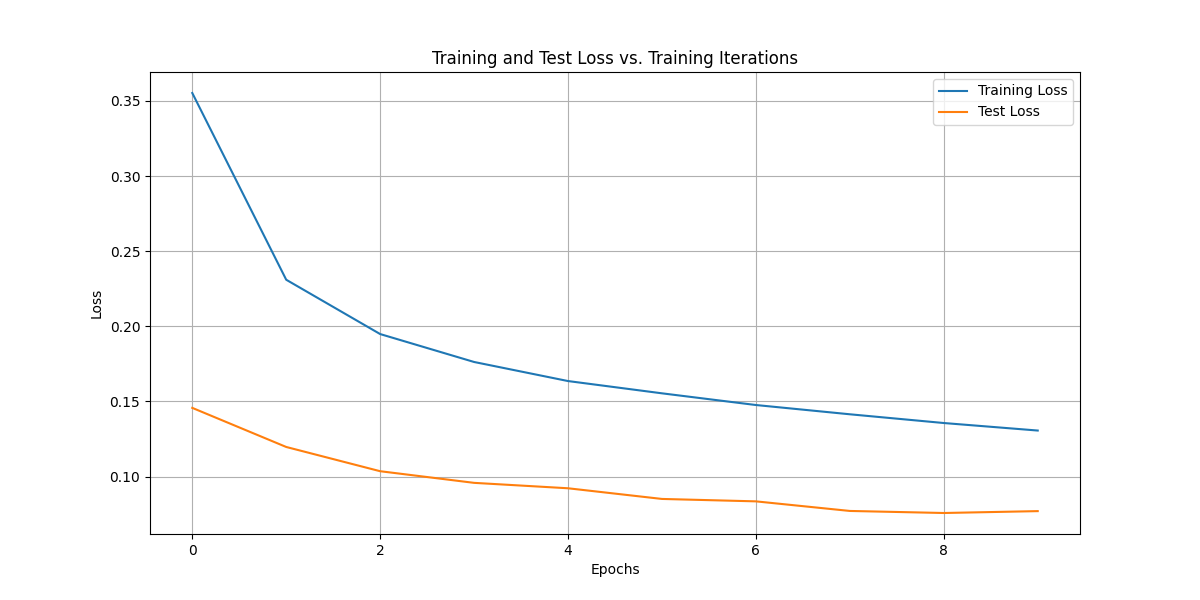 Training and Test Loss vs. Training Iterations
Training Loss
Test Loss
0.35
0.30
0.25
0.20
0.15
0.10
Loss
0 2 4 6 8
Epochs